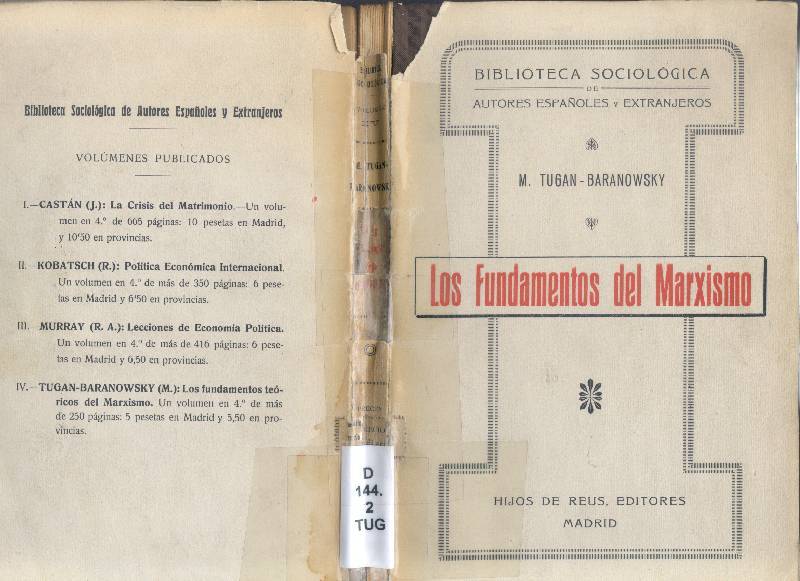 Biblioteca Sociológica de Autores Españoles y Extranjeros
VOLÚMENES PUBLICADOS
I.—CASTÁN (J.): La Crisis del Matrimonio.—Un volu-
men en 4.º de 605 páginas: 10 pesetas en Madrid,
y 10'50 en provincias.
II.—KOBATSCH (R.): Política Económica Internacional.
Un volumen en 4.º de más de 350 páginas: 6 pese-
tas en Madrid y 6'50 en provincias.
III.—MURRAY (R. A.): Lecciones de Economía Política.
Un volumen en 4.º de más de 416 páginas: 6 pese-
tas en Madrid y 6,50 en provincias.
IV.—TUGAN-BARANOWSKY (M.): Los fundamentos teó-
ricos del Marxismo. Un volumen en 4.º de más
de 250 páginas: 5 pesetas en Madrid y 5,50 en pro-
vincias.
M. TUGAN-
BARANOWSKY
D
144.
2
TUG
BIBLIOTECA SOCIOLÓGICA
DE
AUTORES ESPAÑOLES Y EXTRANJEROS
M. TUGAN-BARANOWSKY
Los Fundamentos del Marxismo
HIJOS DE REUS, EDITORES
MADRID